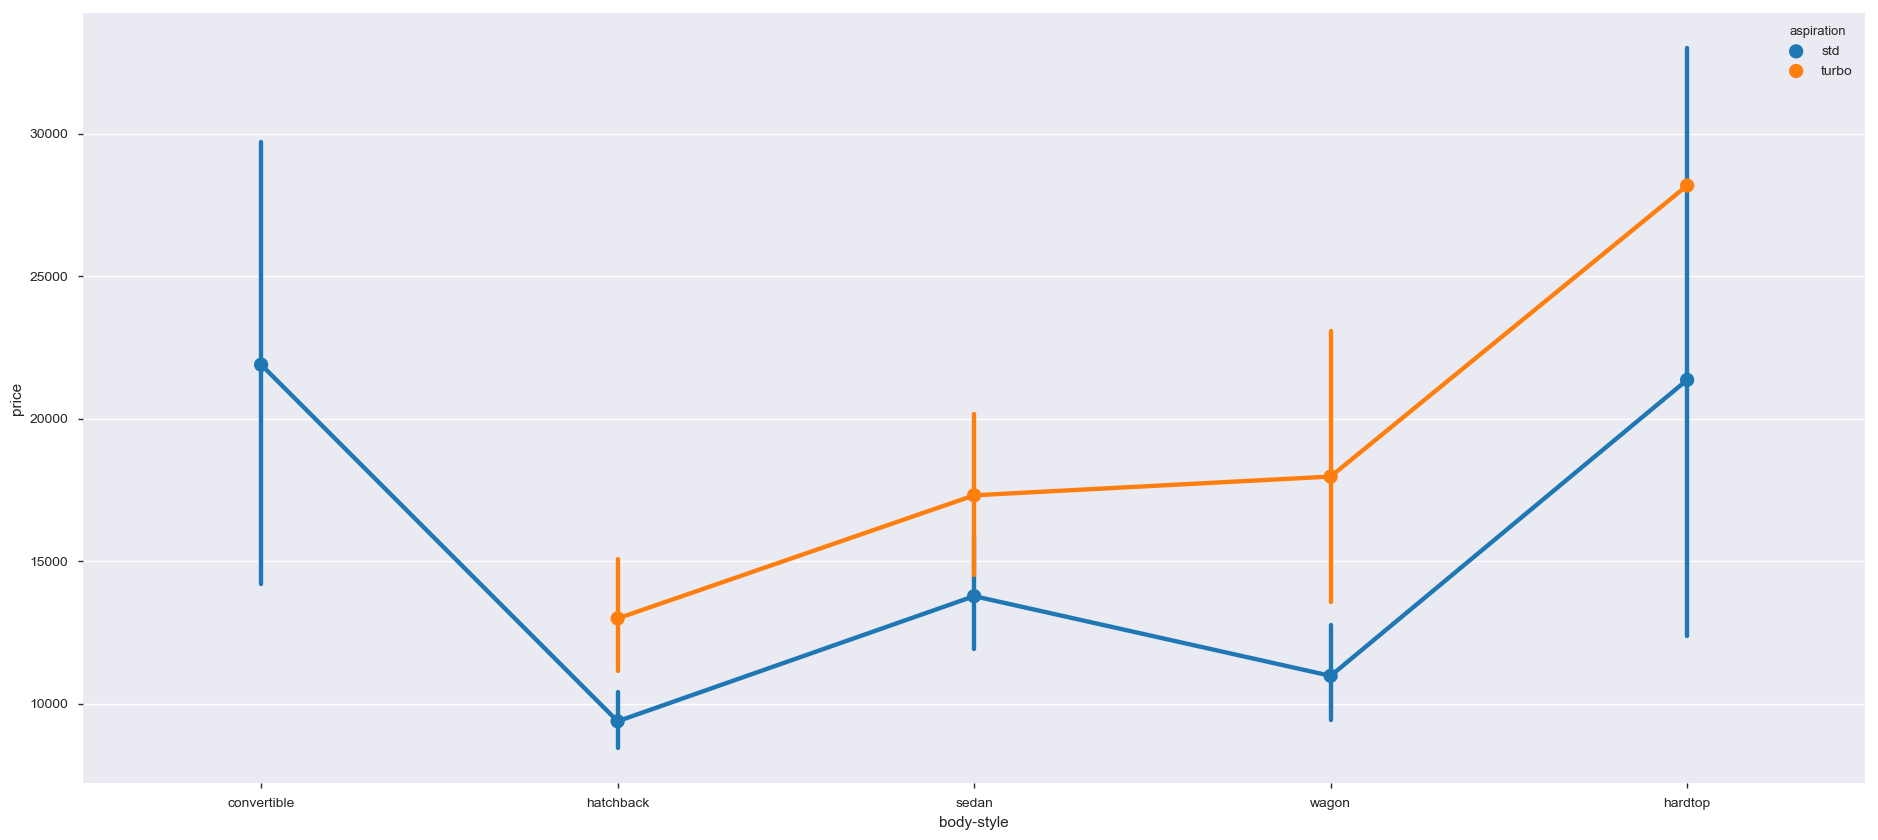 aspiration
std
turbo
30000
25000
20000
15000
10000
price
convertible
hatchback
sedan
wagon
hardtop
body-style